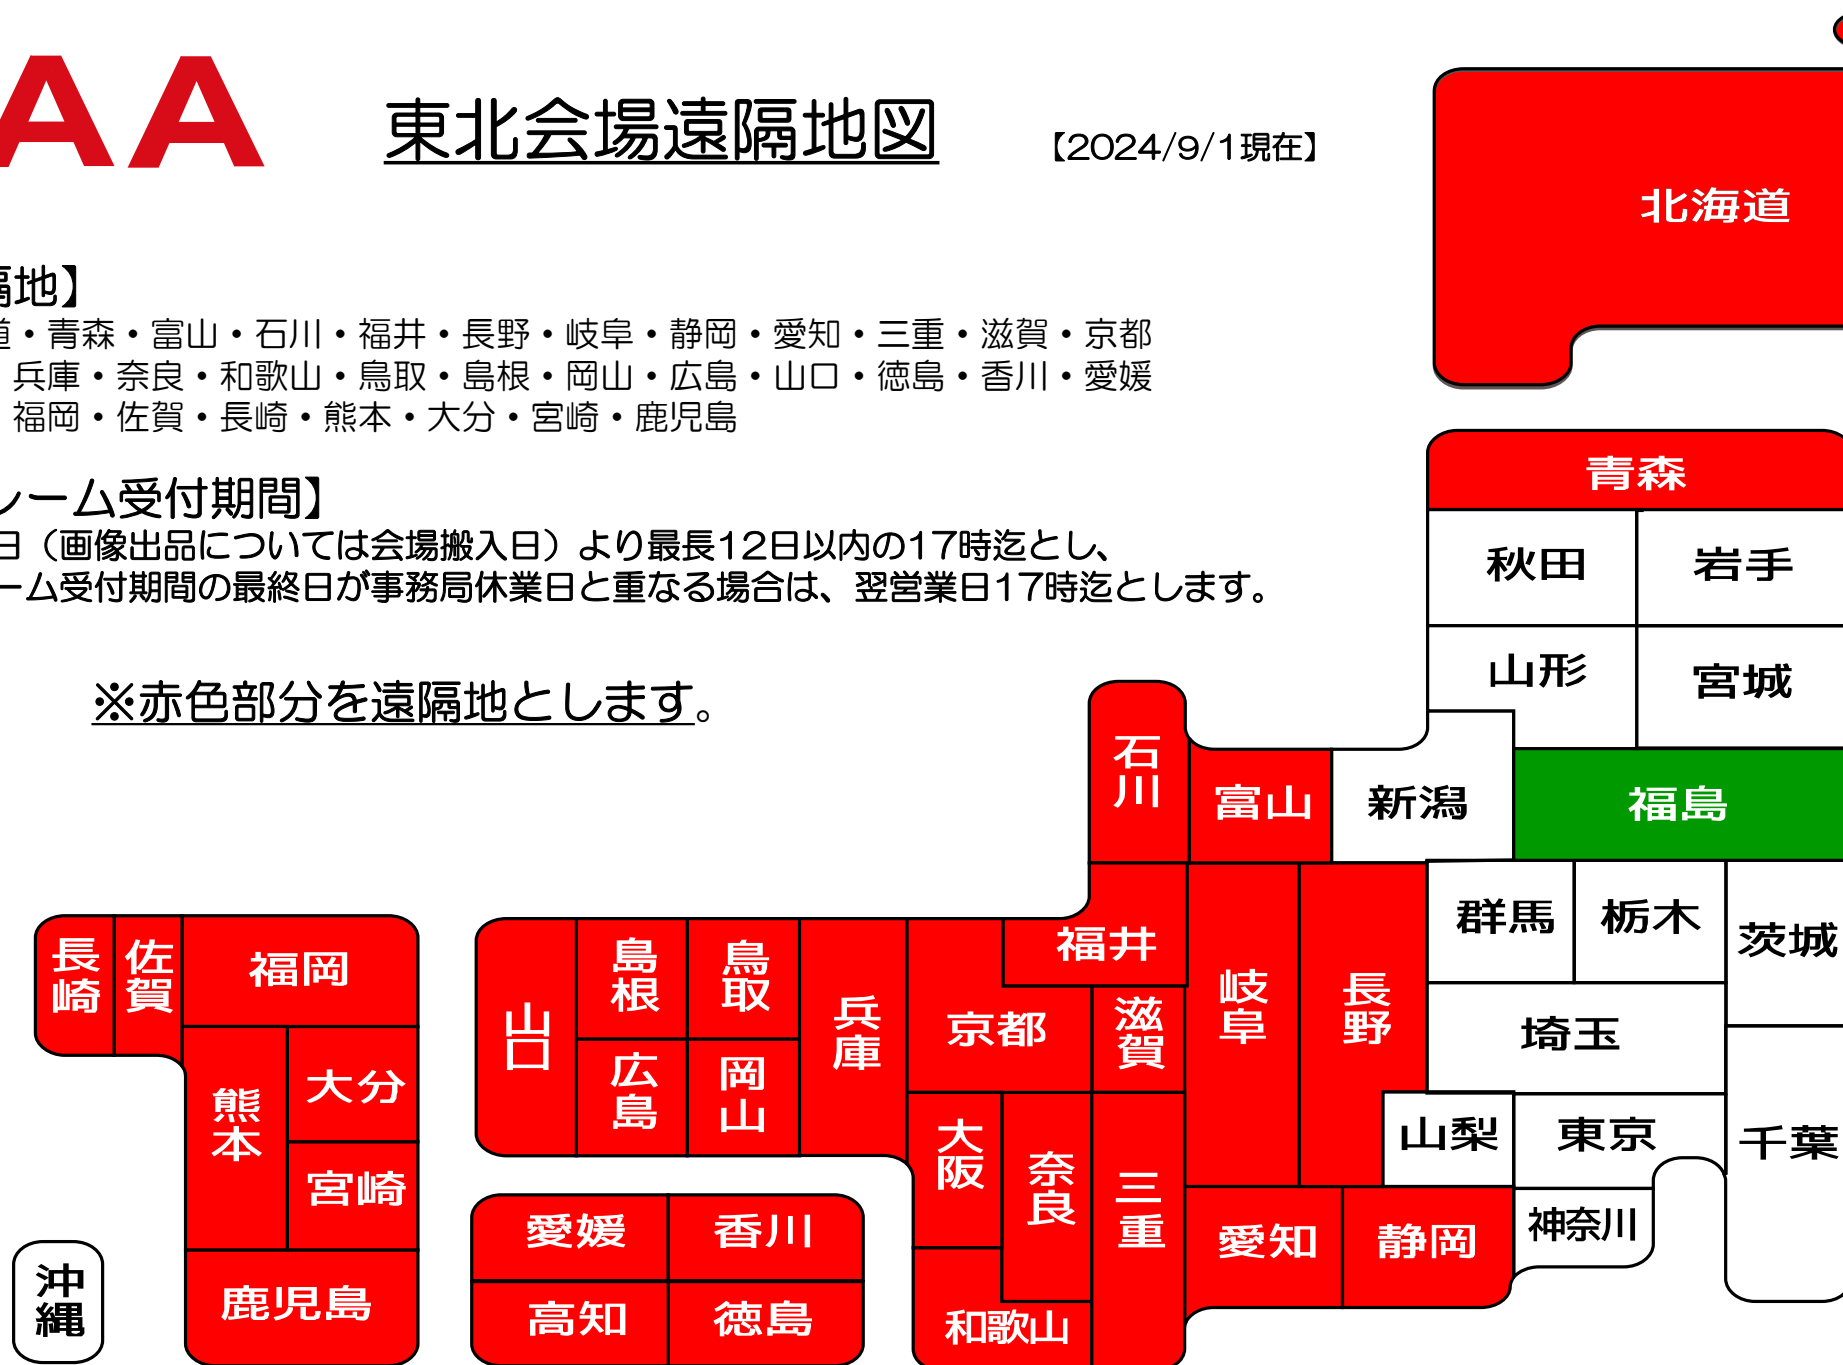 AA
東北会場遠隔地図
【2024/9/1現在】
隔地】
道・青森・富山・石川・福井・長野・岐阜・静岡・愛知・三重・滋賀・京都
兵庫・奈良・和歌山・鳥取・島根・岡山・広島・山口・徳島・香川・愛媛
福岡・佐賀・長崎・熊本・大分・宮崎・鹿児島
レーム受付期間】
日（画像出品については会場搬入日）より最長12日以内の17時迄とし、
ーム受付期間の最終日が事務局休業日と重なる場合は、翌営業日17時迄とします。
※赤色部分を遠隔地とします。
北海道
青森
秋田
岩手
山形
宮城
石川
富山
新潟
福島
福井
岐阜
長野
群馬
栃木
茨城
埼玉
山梨
東京
千葉
神奈川
長崎
佐賀
福岡
熊本
大分
宮崎
鹿児島
沖縄
山口
島根
鳥取
広島
岡山
兵庫
京都
滋賀
大阪
奈良
三重
和歌山
愛知
静岡
愛媛
香川
高知
徳島